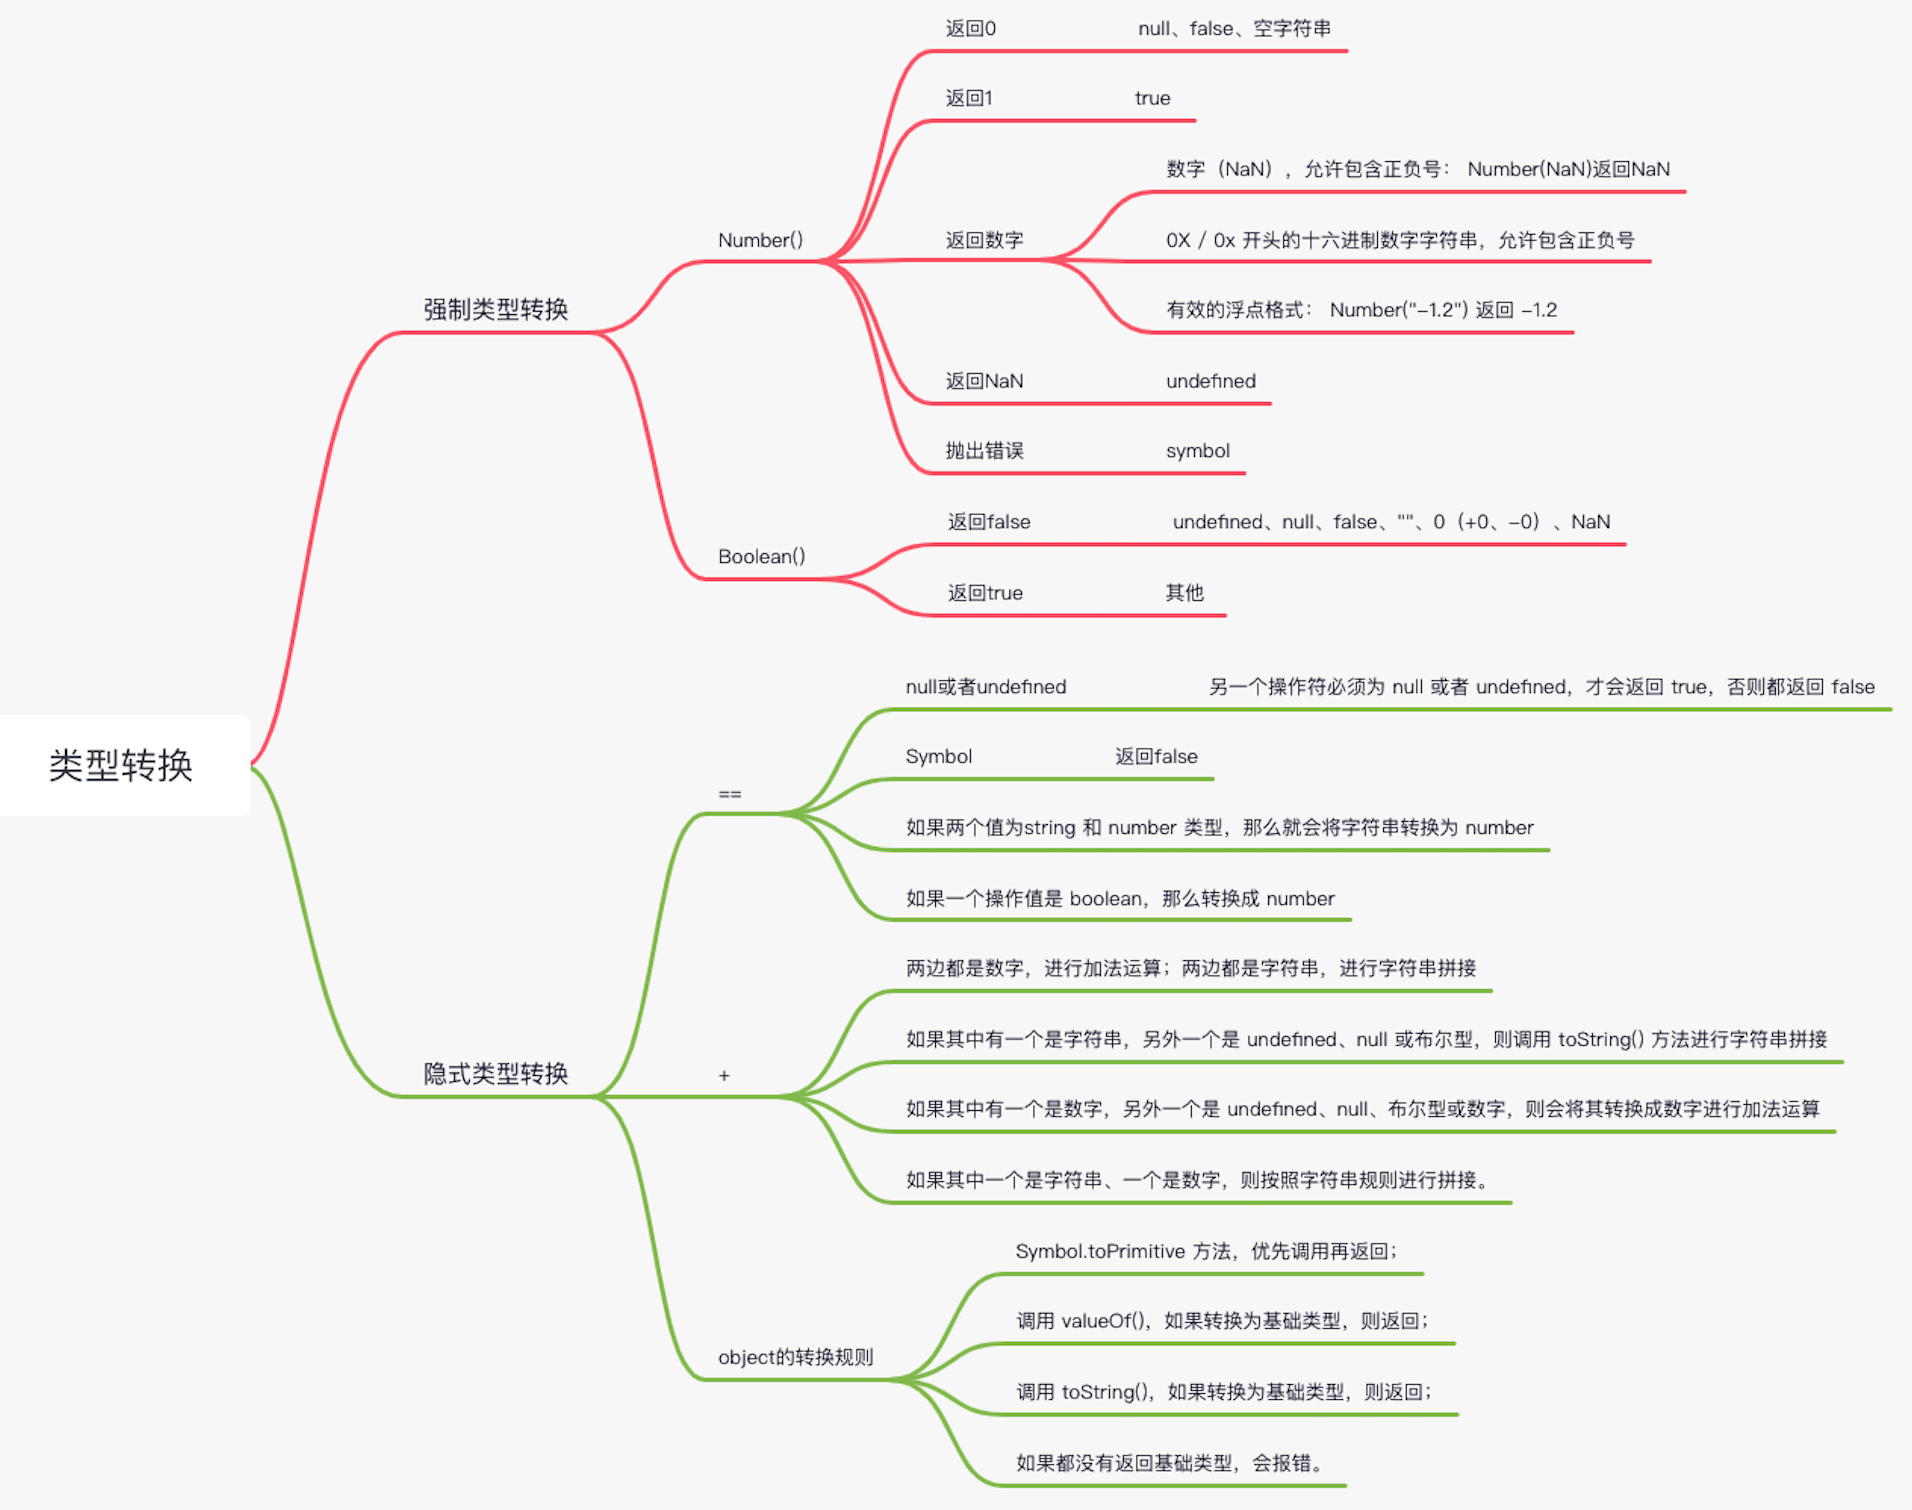 类型转换
强制类型转换
Number()
返回0 null、false、空字符串
返回1 true
返回数字
数字（NaN），允许包含正负号： Number(NaN)返回NaN
0X / 0x 开头的十六进制数字字符串，允许包含正负号
有效的浮点格式： Number("-1.2") 返回 -1.2
返回NaN undefined
抛出错误 symbol
Boolean()
返回false undefined、null、false、""、0（+0、-0）、NaN
返回true 其他
隐式类型转换
==
null或者undefined 另一个操作符必须为 null 或者 undefined，才会返回 true，否则都返回 false
Symbol 返回false
如果两个值为string 和 number 类型，那么就会将字符串转换为 number
如果一个操作值是 boolean，那么转换成 number
+
两边都是数字，进行加法运算；两边都是字符串，进行字符串拼接
如果其中有一个是字符串，另外一个是 undefined、null 或布尔型，则调用 toString() 方法进行字符串拼接
如果其中有一个是数字，另外一个是 undefined、null、布尔型或数字，则会将其转换成数字进行加法运算
如果其中一个是字符串、一个是数字，则按照字符串规则进行拼接。
object的转换规则
Symbol.toPrimitive 方法，优先调用再返回；
调用 valueOf()，如果转换为基础类型，则返回；
调用 toString()，如果转换为基础类型，则返回；
如果都没有返回基础类型，会报错。